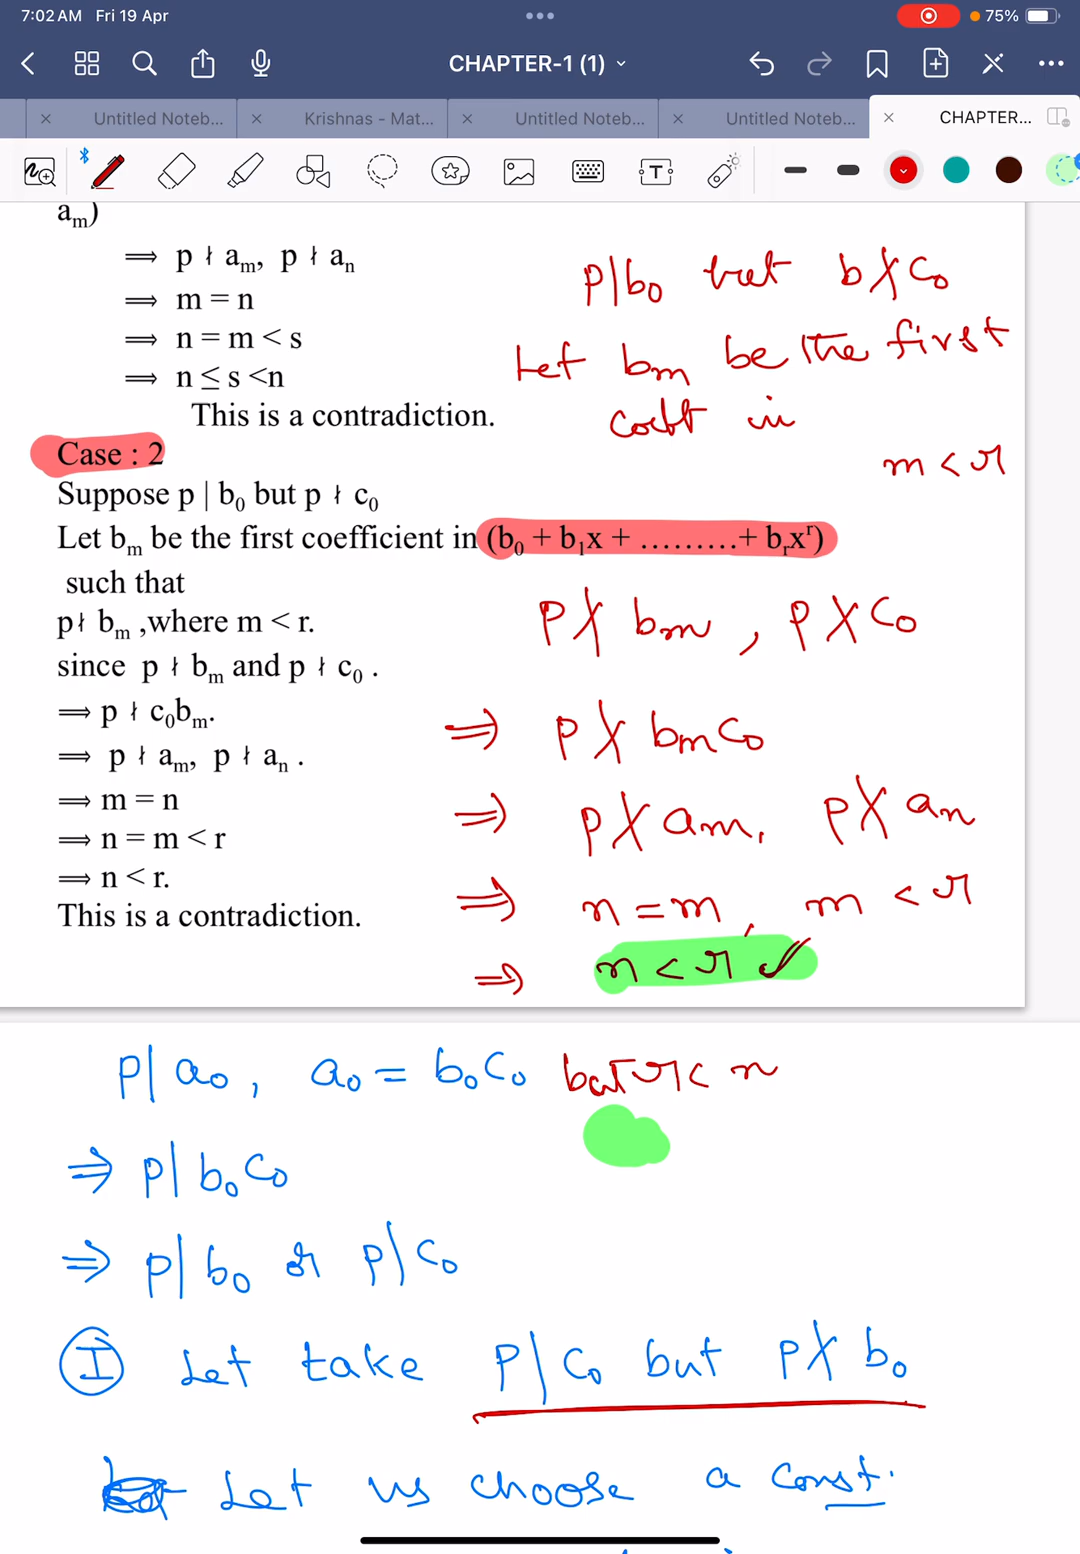 7:02 AM Fri 19 Apr
75%
CHAPTER-1 (1)
Untitled Noteb...
Krishnas - Mat...
Untitled Noteb...
Untitled Noteb...
CHAPTER...
aₘ)
⟹ p ∤ aₘ, p ∤ aₙ
⟹ m = n
⟹ n = m < s
⟹ n ≤ s <n
This is a contradiction.
Case : 2
Suppose p | b₀ but p ∤ c₀
Let bₘ be the first coefficient in (b₀ + b₁x + .........+ bᵣxʳ)
such that
p∤ bₘ ,where m < r.
since p ∤ bₘ and p ∤ c₀ .
⟹ p ∤ c₀bₘ.
⟹ p ∤ aₘ, p ∤ aₙ .
⟹ m = n
⟹ n = m < r
⟹ n < r.
This is a contradiction.
p|b₀ but b∤c₀
Let bₘ be the first
in
m < r
p ∤ bₘ , p ∤ c₀
⇒ p ∤ bₘc₀
⇒ p ∤ aₘ, p ∤ aₙ
⇒ n = m, m < r
⇒ n < r ✓
p| a₀, a₀ = b₀c₀ but r < n
⇒ p| b₀c₀
⇒ p| b₀ or p|c₀
I Let take p| c₀ but p ∤ b₀
Let us choose a const.